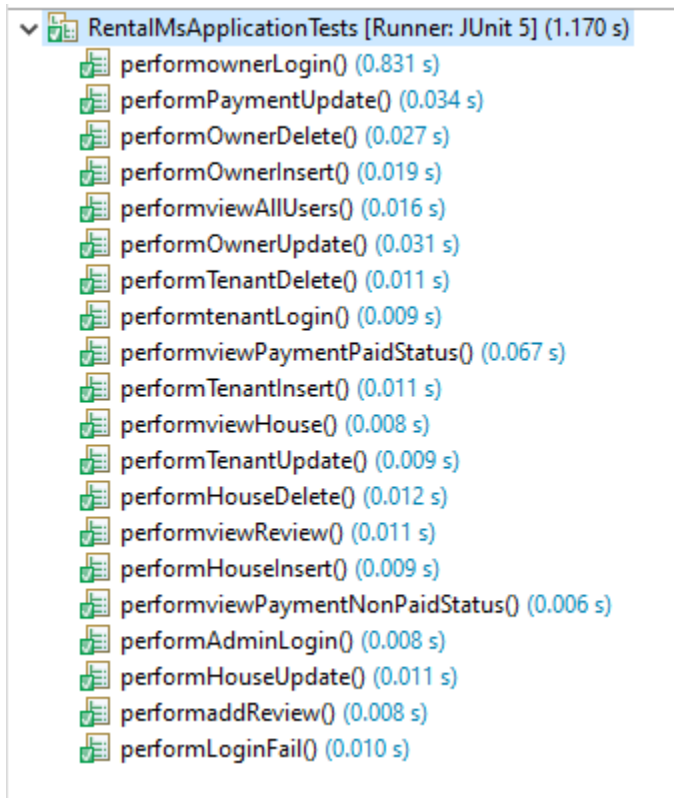 RentalMsApplicationTests [Runner: JUnit 5] (1.170 s)
performownerLogin() (0.831 s)
performPaymentUpdate() (0.034 s)
performOwnerDelete() (0.027 s)
performOwnerInsert() (0.019 s)
performviewAllUsers() (0.016 s)
performOwnerUpdate() (0.031 s)
performTenantDelete() (0.011 s)
performtenantLogin() (0.009 s)
performviewPaymentPaidStatus() (0.067 s)
performTenantInsert() (0.011 s)
performviewHouse() (0.008 s)
performTenantUpdate() (0.009 s)
performHouseDelete() (0.012 s)
performviewReview() (0.011 s)
performHouseInsert() (0.009 s)
performviewPaymentNonPaidStatus() (0.006 s)
performAdminLogin() (0.008 s)
performHouseUpdate() (0.011 s)
performaddReview() (0.008 s)
performLoginFail() (0.010 s)